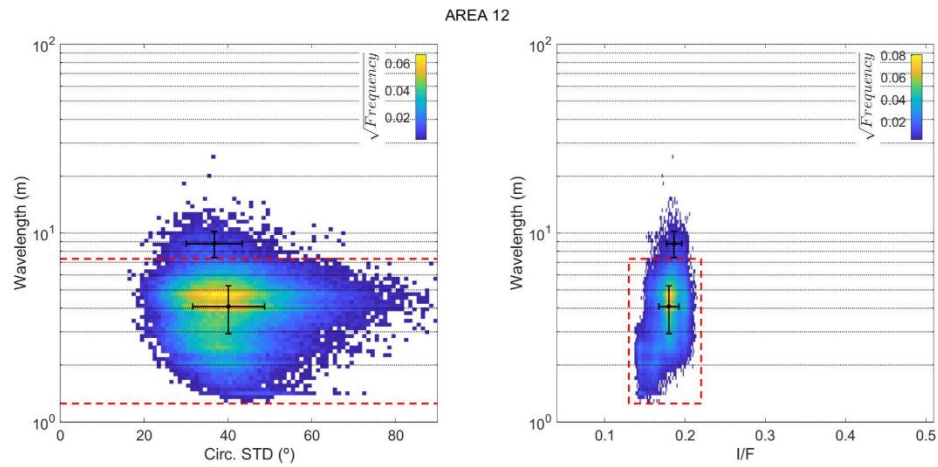 AREA 12
10²
10¹
10⁰
Wavelength (m)
0 20 40 60 80
Circ. STD (º)
√Frequency
0.06
0.04
0.02
10²
10¹
10⁰
Wavelength (m)
0.1 0.2 0.3 0.4 0.5
I/F
√Frequency
0.08
0.06
0.04
0.02